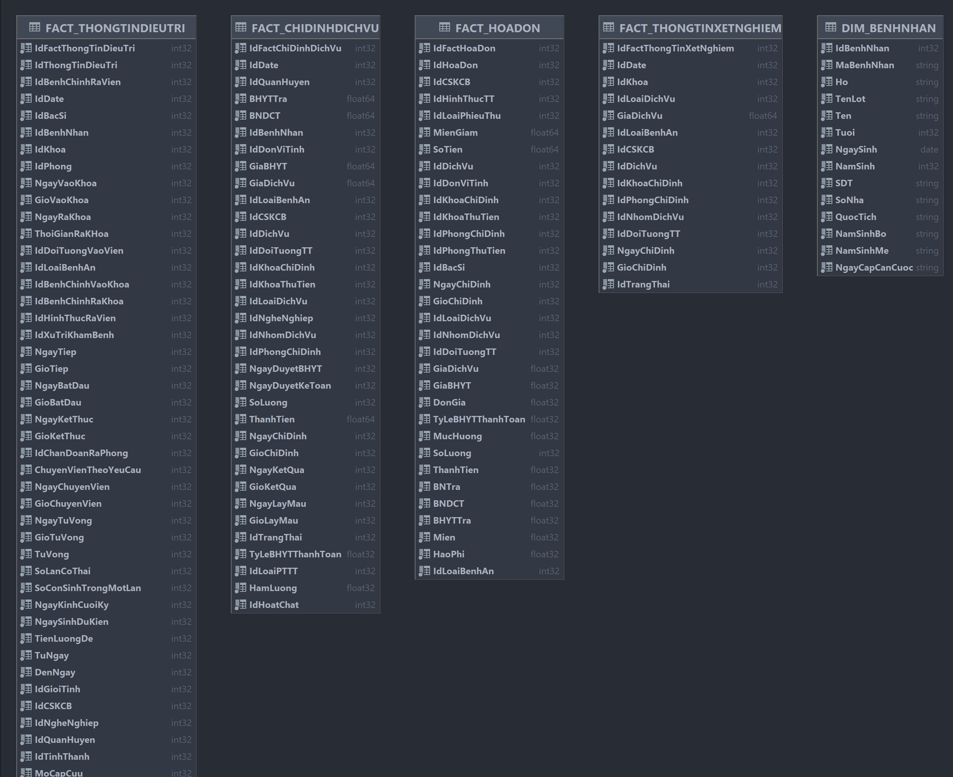 FACT_THONGTINDIEUTRI
IdFactThongTinDieuTri int32
IdThongTinDieuTri int32
IdBenhChinhRaVien int32
IdDate int32
IdBacSi int32
IdBenhNhan int32
IdKhoa int32
IdPhong int32
NgayVaoKhoa int32
GioVaoKhoa int32
NgayRaKhoa int32
ThoiGianRaKHoa int32
IdDoiTuongVaoVien int32
IdLoaiBenhAn int32
IdBenhChinhVaoKhoa int32
IdBenhChinhRaKhoa int32
IdHinhThucRaVien int32
IdXuTriKhamBenh int32
NgayTiep int32
GioTiep int32
NgayBatDau int32
GioBatDau int32
NgayKetThuc int32
GioKetThuc int32
IdChanDoanRaPhong int32
ChuyenVienTheoYeuCau int32
NgayChuyenVien int32
GioChuyenVien int32
NgayTuVong int32
GioTuVong int32
TuVong int32
SoLanCoThai int32
SoConSinhTrongMotLan int32
NgayKinhCuoiKy int32
NgaySinhDuKien int32
TienLuongDe int32
TuNgay int32
DenNgay int32
IdGioiTinh int32
IdCSKCB int32
IdNgheNghiep int32
IdQuanHuyen int32
IdTinhThanh int32
MoCapCuu int32
FACT_CHIDINHDICHVU
IdFactChiDinhDichVu int32
IdDate int32
IdQuanHuyen int32
BHYTTra float64
BNDCT float64
IdBenhNhan int32
IdDonViTinh int32
GiaBHYT float64
GiaDichVu float64
IdLoaiBenhAn int32
IdCSKCB int32
IdDichVu int32
IdDoiTuongTT int32
IdKhoaChiDinh int32
IdKhoaThuTien int32
IdLoaiDichVu int32
IdNgheNghiep int32
IdNhomDichVu int32
IdPhongChiDinh int32
NgayDuyetBHYT int32
NgayDuyetKeToan int32
SoLuong int32
ThanhTien float64
NgayChiDinh int32
GioChiDinh int32
NgayKetQua int32
GioKetQua int32
NgayLayMau int32
GioLayMau int32
IdTrangThai int32
TyLeBHYTThanhToan float32
IdLoaiPTTT int32
HamLuong float32
IdHoatChat int32
FACT_HOADON
IdFactHoaDon int32
IdHoaDon int32
IdCSKCB int32
IdHinhThucTT int32
IdLoaiPhieuThu int32
MienGiam float64
SoTien float64
IdDichVu int32
IdDonViTinh int32
IdKhoaChiDinh int32
IdKhoaThuTien int32
IdPhongChiDinh int32
IdPhongThuTien int32
IdBacSi int32
NgayChiDinh int32
GioChiDinh int32
IdLoaiDichVu int32
IdNhomDichVu int32
IdDoiTuongTT int32
GiaDichVu float32
GiaBHYT float32
DonGia float32
TyLeBHYTThanhToan float32
MucHuong float32
SoLuong int32
ThanhTien float32
BNTra float32
BNDCT float32
BHYTTra float32
Mien float32
HaoPhi float32
IdLoaiBenhAn int32
FACT_THONGTINXETNGHIEM
IdFactThongTinXetNghiem int32
IdDate int32
IdKhoa int32
IdLoaiDichVu int32
GiaDichVu float64
IdLoaiBenhAn int32
IdCSKCB int32
IdDichVu int32
IdKhoaChiDinh int32
IdPhongChiDinh int32
IdNhomDichVu int32
IdDoiTuongTT int32
NgayChiDinh int32
GioChiDinh int32
IdTrangThai int32
DIM_BENHNHAN
IdBenhNhan int32
MaBenhNhan string
Ho string
TenLot string
Ten string
Tuoi int32
NgaySinh date
NamSinh int32
SDT string
SoNha string
QuocTich string
NamSinhBo string
NamSinhMe string
NgayCapCanCuoc string